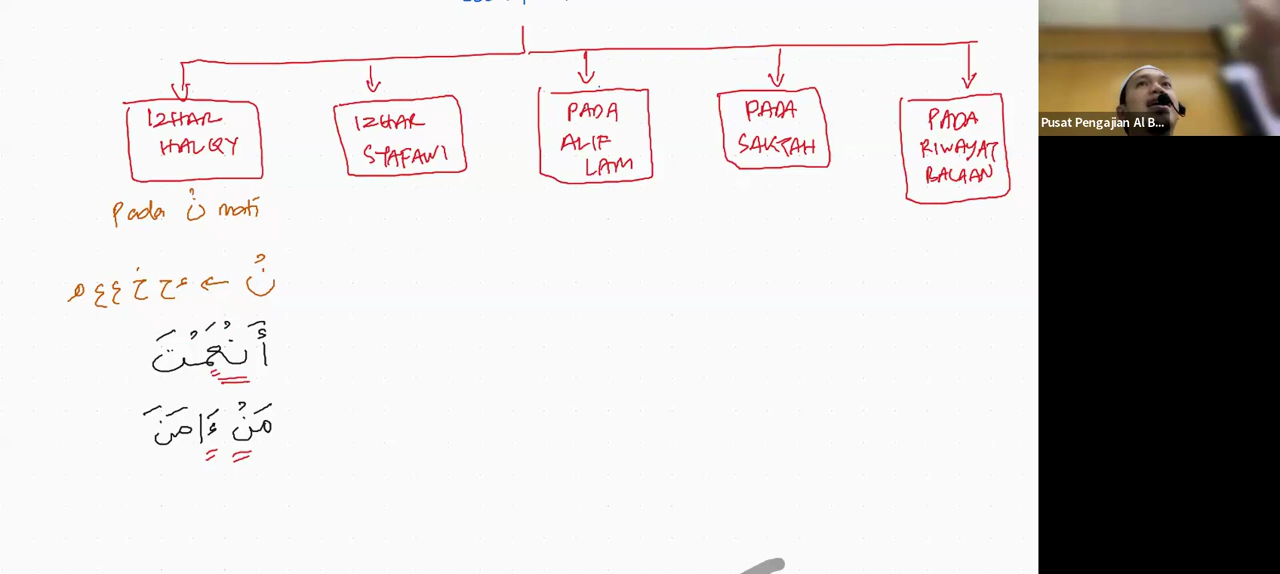 IZHAR
HALQY
IZHAR
SYAFAWI
PADA
ALIF
LAM
PADA
SAKTAH
PADA
RIWAYAT
BACAAN
Pada نْ mati
نْ ← ء ح خ ع غ ه
أَنْعَمْتَ
مَنْ ءَامَنَ
Pusat Pengajian Al B...